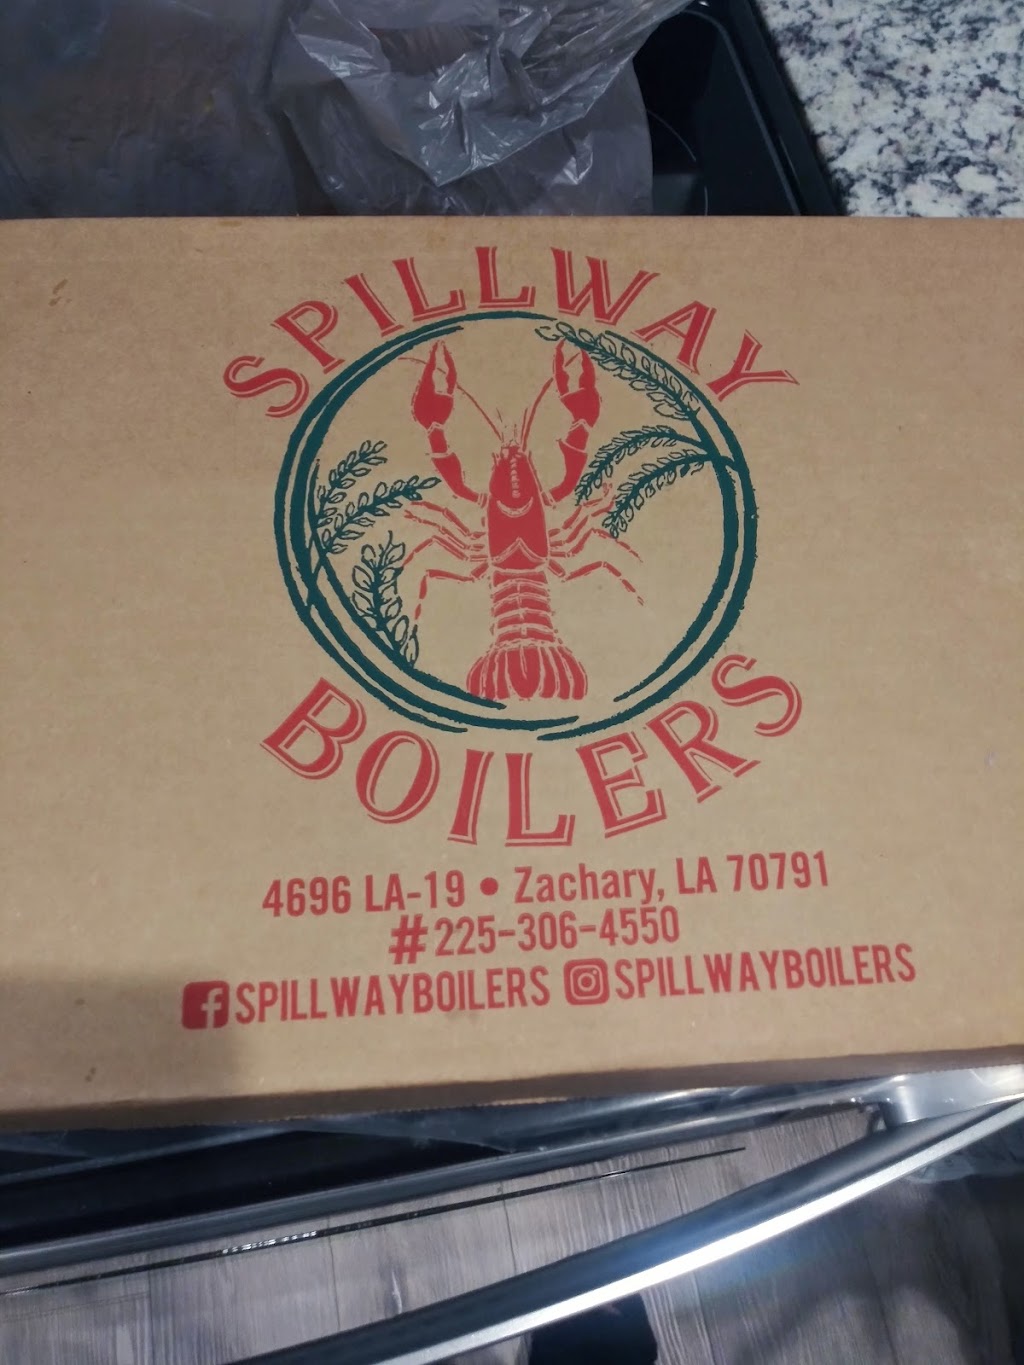 SPILLWAY
BOILERS
4696 LA-19 • Zachary, LA 70791
#225-306-4550
SPILLWAYBOILERS SPILLWAYBOILERS